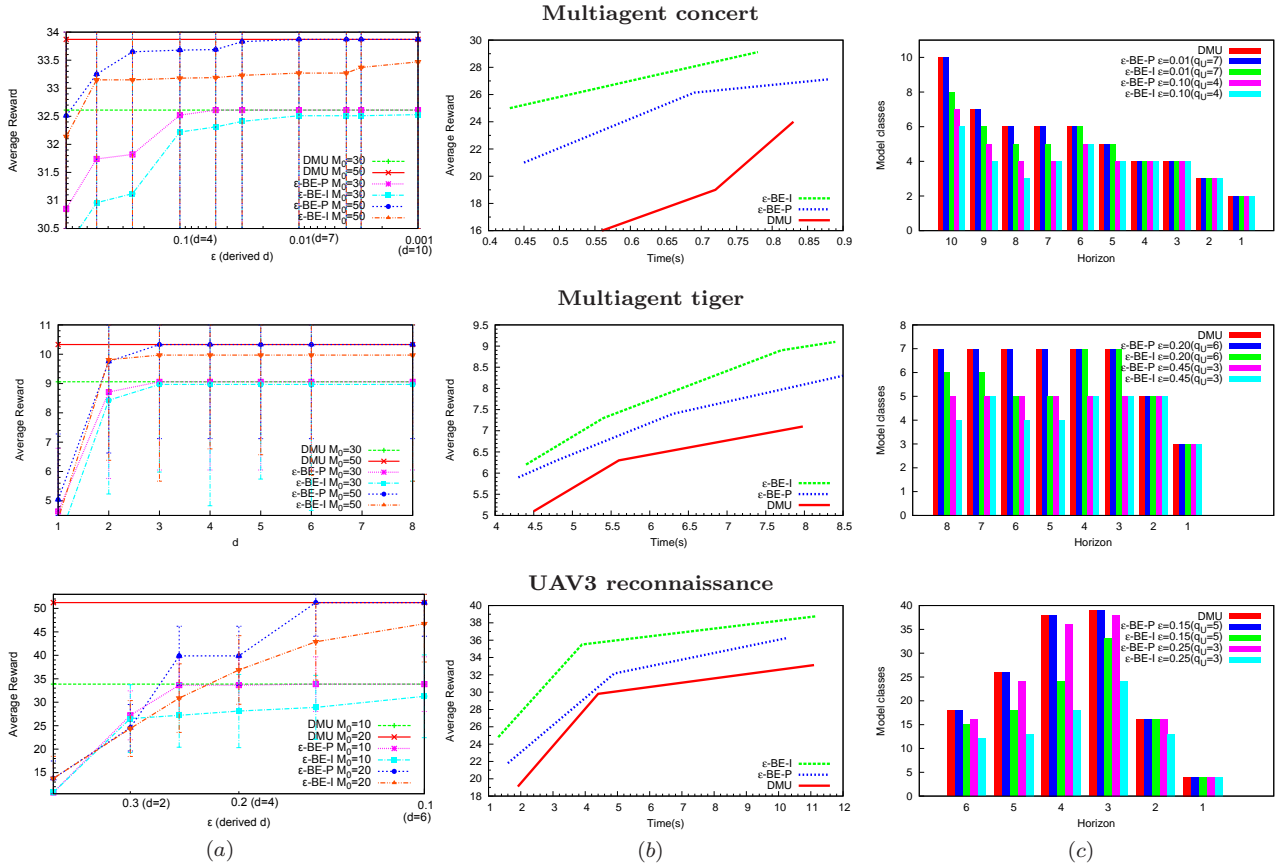 Multiagent concert
34
33.5
33
32.5
32
31.5
31
30.5
Average Reward
DMU M0=30
DMU M0=50
ε-BE-P M0=30
ε-BE-I M0=30
ε-BE-P M0=50
ε-BE-I M0=50
0.1(d=4)
0.01(d=7)
0.001
(d=10)
ε (derived d)
30
28
26
24
22
20
18
16
Average Reward
ε-BE-I
ε-BE-P
DMU
0.4 0.45 0.5 0.55 0.6 0.65 0.7 0.75 0.8 0.85 0.9
Time(s)
10
8
6
4
2
0
Model classes
DMU
ε-BE-P ε=0.01(qU=7)
ε-BE-I ε=0.01(qU=7)
ε-BE-P ε=0.10(qU=4)
ε-BE-I ε=0.10(qU=4)
10 9 8 7 6 5 4 3 2 1
Horizon
Multiagent tiger
11
10
9
8
7
6
5
Average Reward
DMU M0=30
DMU M0=50
ε-BE-P M0=30
ε-BE-I M0=30
ε-BE-P M0=50
ε-BE-I M0=50
1 2 3 4 5 6 7 8
d
9.5
9
8.5
8
7.5
7
6.5
6
5.5
5
Average Reward
ε-BE-I
ε-BE-P
DMU
4 4.5 5 5.5 6 6.5 7 7.5 8 8.5
Time(s)
8
7
6
5
4
3
2
1
0
Model classes
DMU
ε-BE-P ε=0.20(qU=6)
ε-BE-I ε=0.20(qU=6)
ε-BE-P ε=0.45(qU=3)
ε-BE-I ε=0.45(qU=3)
8 7 6 5 4 3 2 1
Horizon
UAV3 reconnaissance
50
45
40
35
30
25
20
15
Average Reward
DMU M0=10
DMU M0=20
ε-BE-P M0=10
ε-BE-I M0=10
ε-BE-P M0=20
ε-BE-I M0=20
0.3 (d=2)
0.2 (d=4)
0.1
(d=6)
ε (derived d)
40
38
36
34
32
30
28
26
24
22
20
18
Average Reward
ε-BE-I
ε-BE-P
DMU
1 2 3 4 5 6 7 8 9 10 11 12
Time(s)
40
35
30
25
20
15
10
5
0
Model classes
DMU
ε-BE-P ε=0.15(qU=5)
ε-BE-I ε=0.15(qU=5)
ε-BE-P ε=0.25(qU=3)
ε-BE-I ε=0.25(qU=3)
6 5 4 3 2 1
Horizon
(a)
(b)
(c)